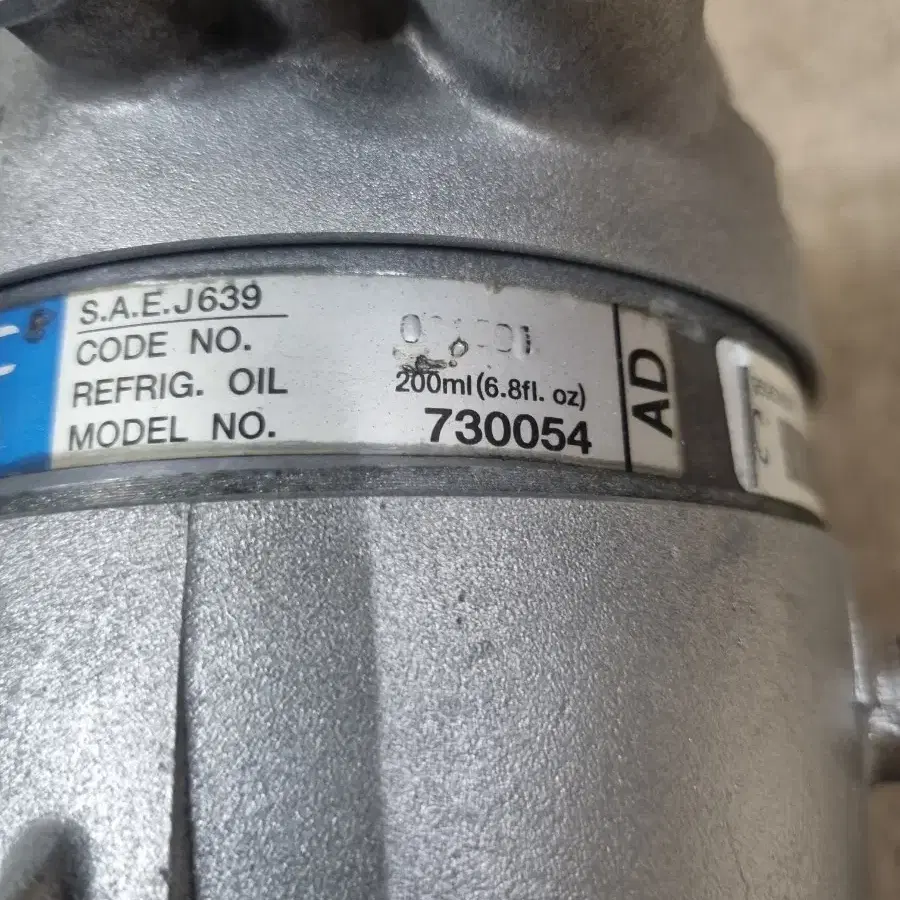 S.A.E.J639
CODE NO.
REFRIG. OIL 200ml(6.8fl. oz)
MODEL NO. 730054
AD